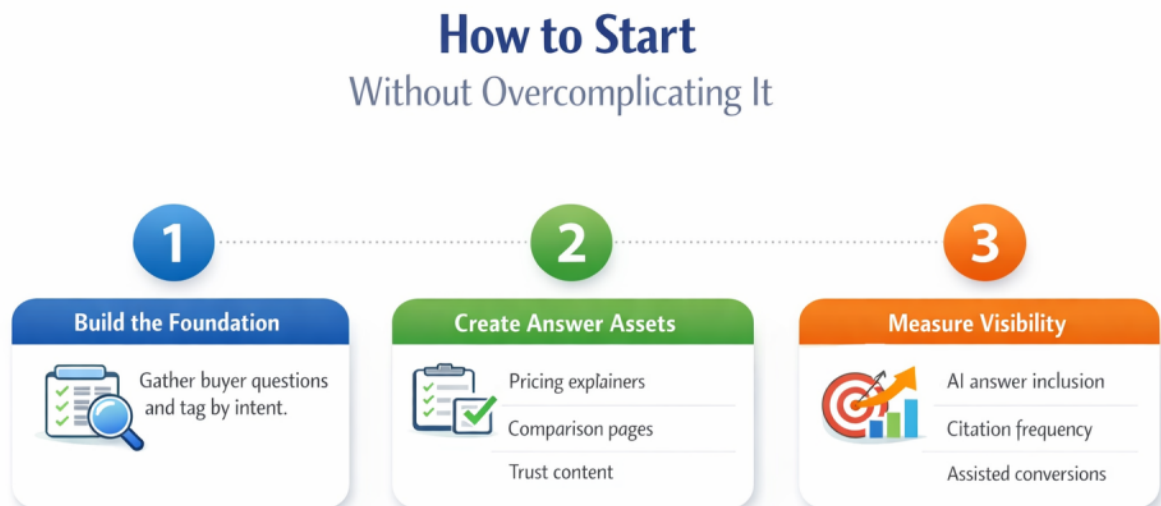 How to Start
Without Overcomplicating It
1
2
3
Build the Foundation
Gather buyer questions
and tag by intent.
Create Answer Assets
Pricing explainers
Comparison pages
Trust content
Measure Visibility
AI answer inclusion
Citation frequency
Assisted conversions